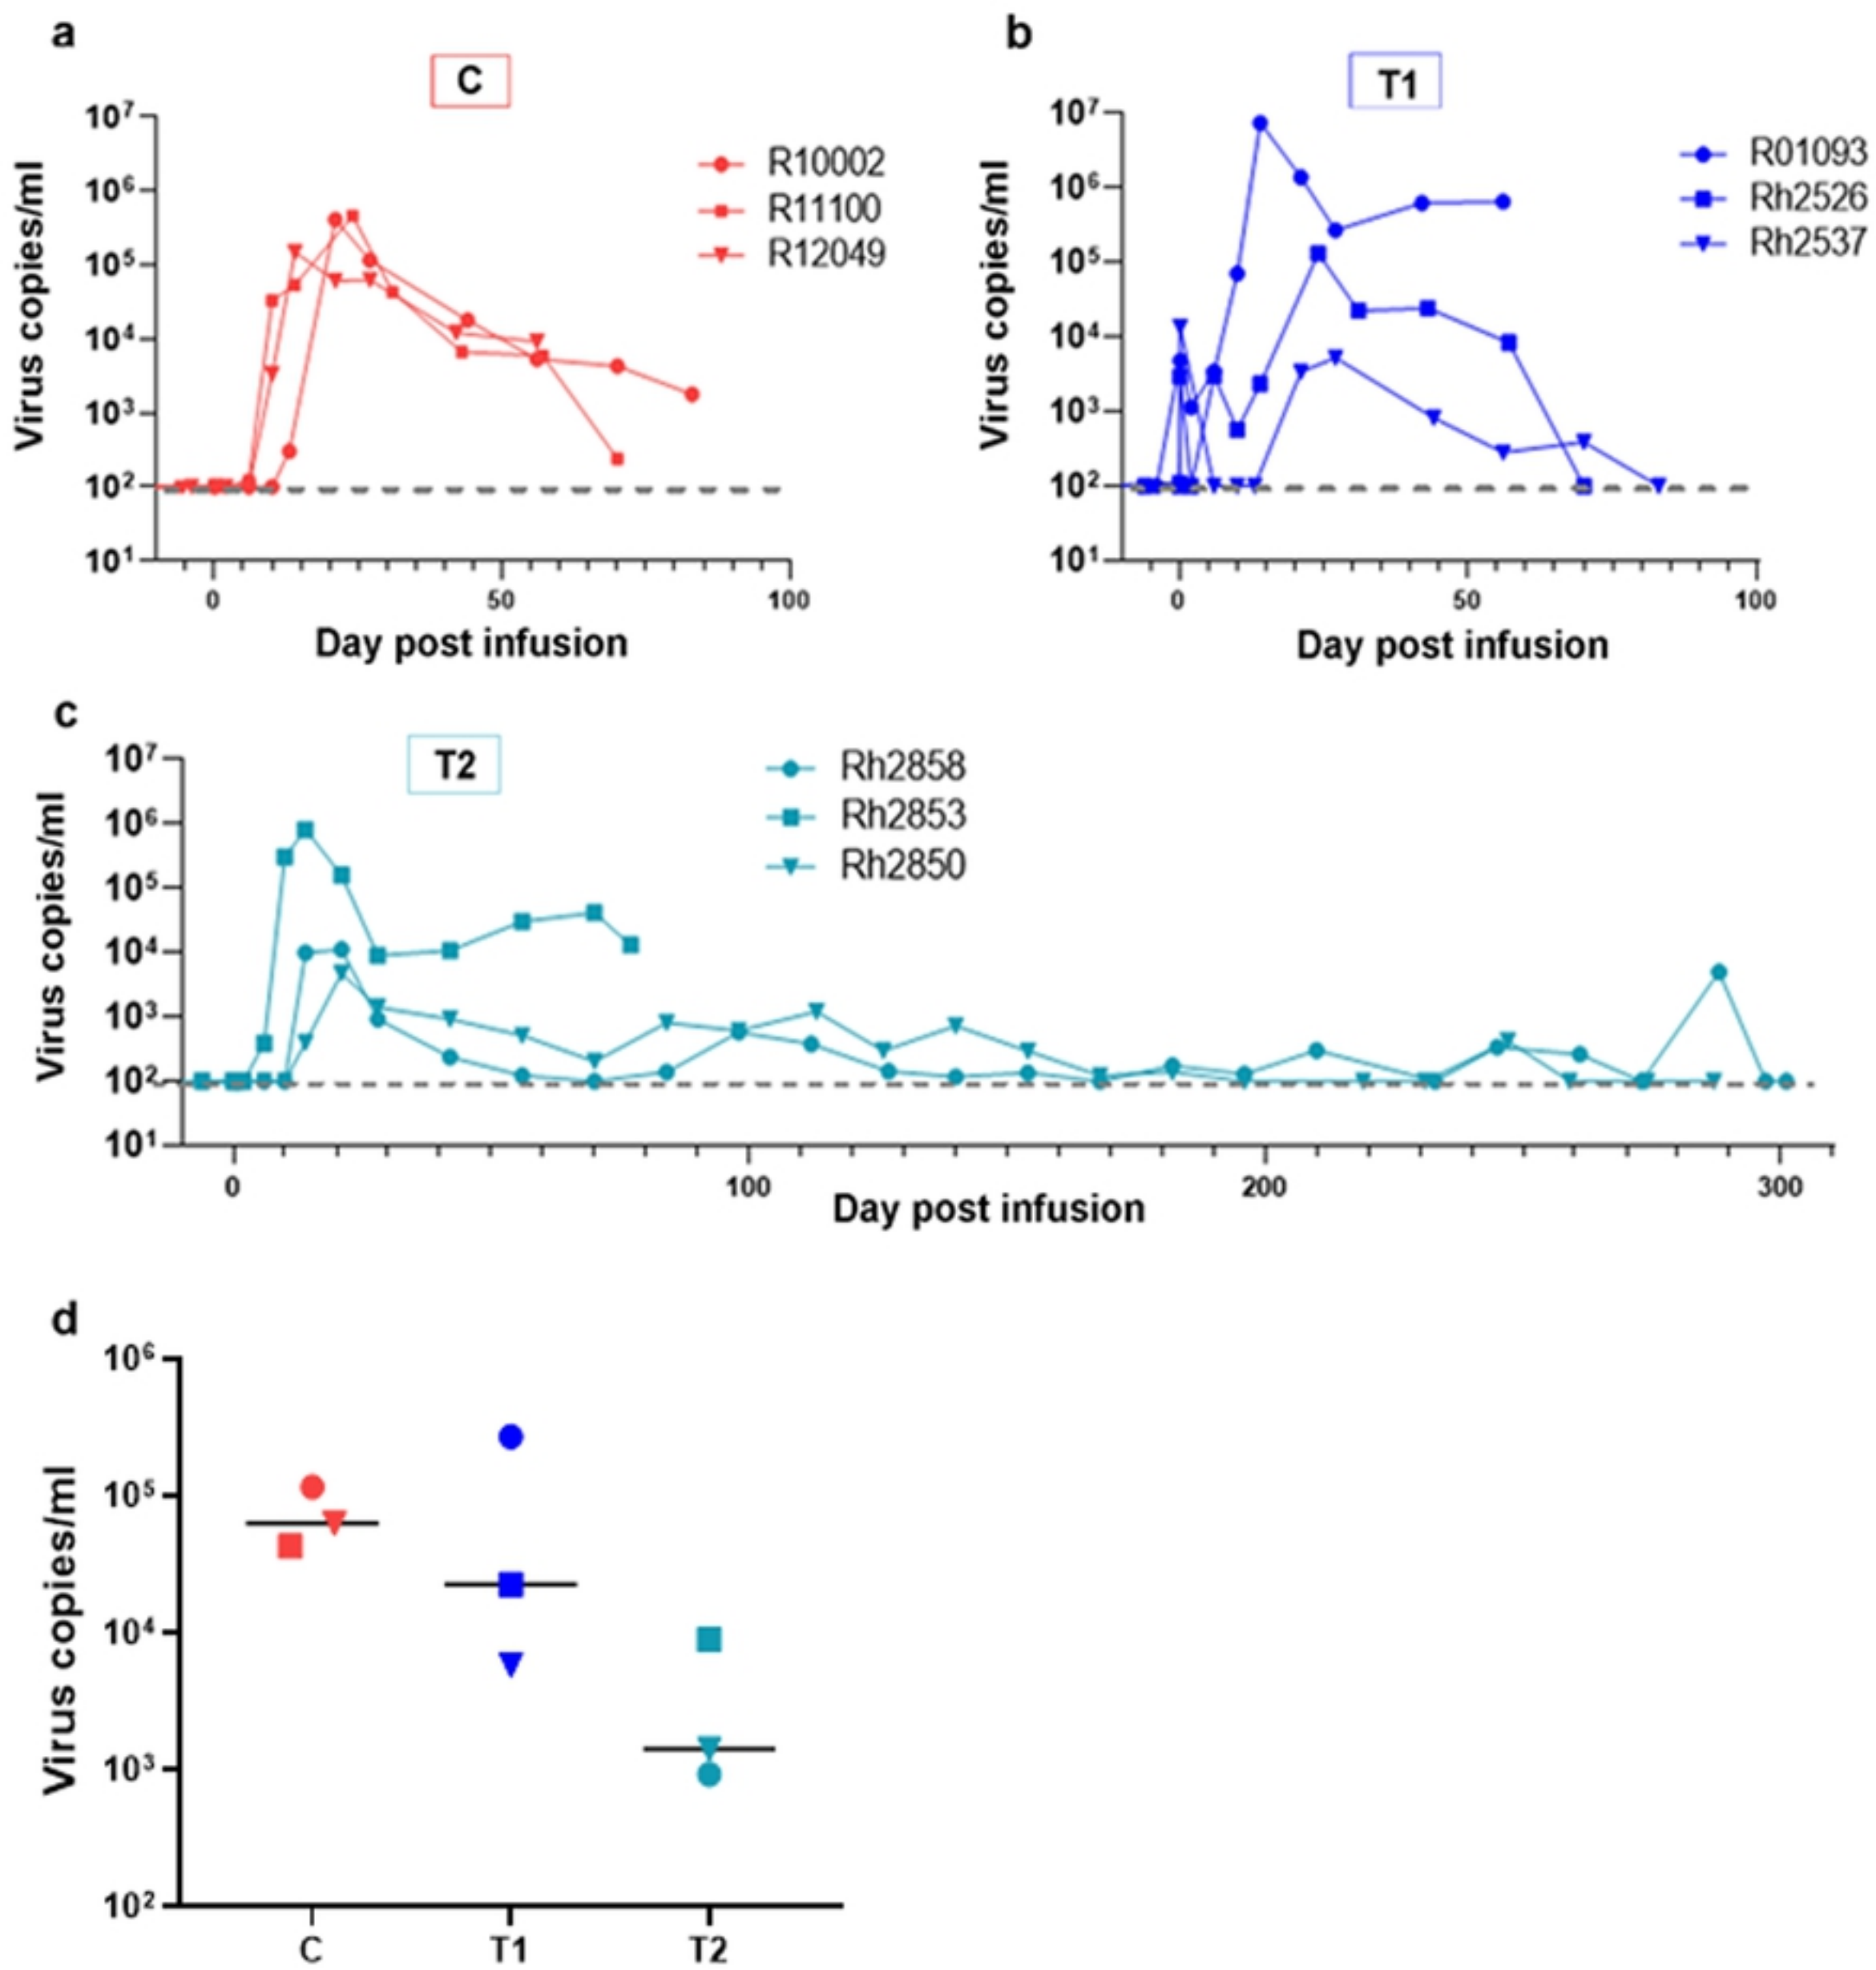 a
C
10⁷
10⁶
10⁵
10⁴
10³
10²
10¹
Virus copies/ml
R10002
R11100
R12049
0 50 100
Day post infusion
b
T1
10⁷
10⁶
10⁵
10⁴
10³
10²
10¹
Virus copies/ml
R01093
Rh2526
Rh2537
0 50 100
Day post infusion
c
T2
10⁷
10⁶
10⁵
10⁴
10³
10²
10¹
Virus copies/ml
Rh2858
Rh2853
Rh2850
0 100 200 300
Day post infusion
d
10⁶
10⁵
10⁴
10³
10²
Virus copies/ml
C T1 T2